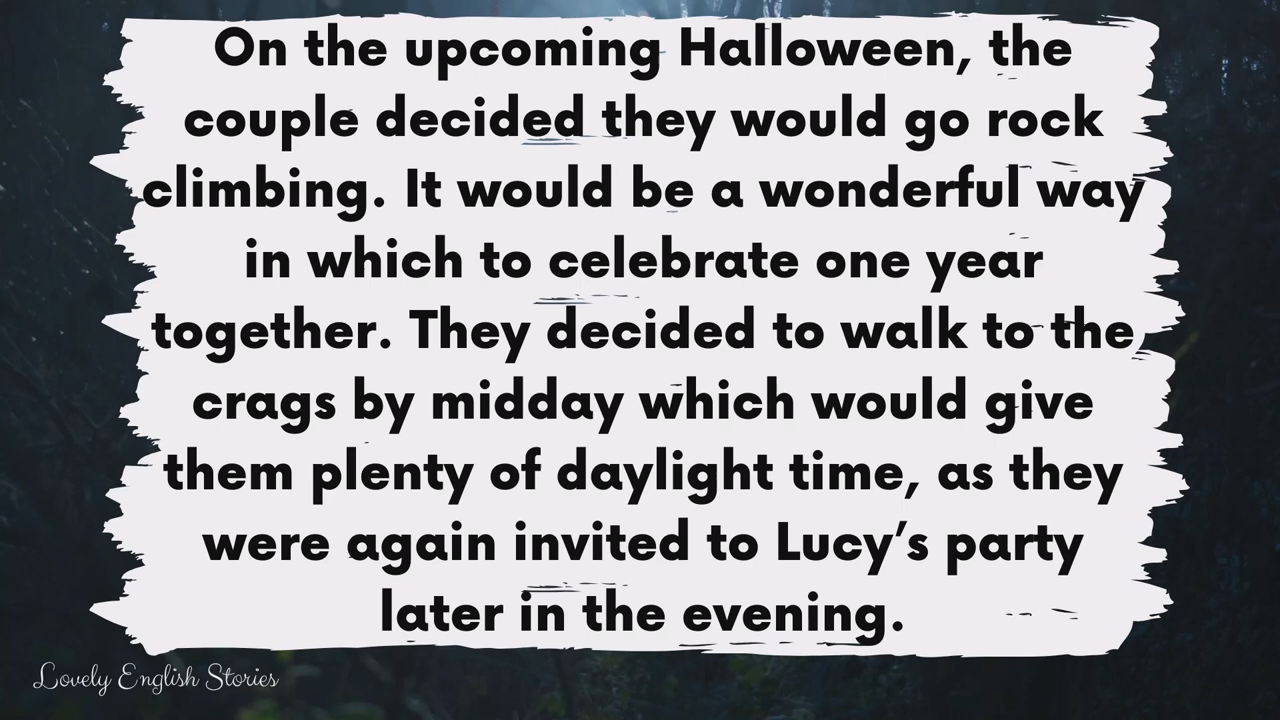 On the upcoming Halloween, the
couple decided they would go rock
climbing. It would be a wonderful way
in which to celebrate one year
together. They decided to walk to the
crags by midday which would give
them plenty of daylight time, as they
were again invited to Lucy’s party
later in the evening.
Lovely English Stories